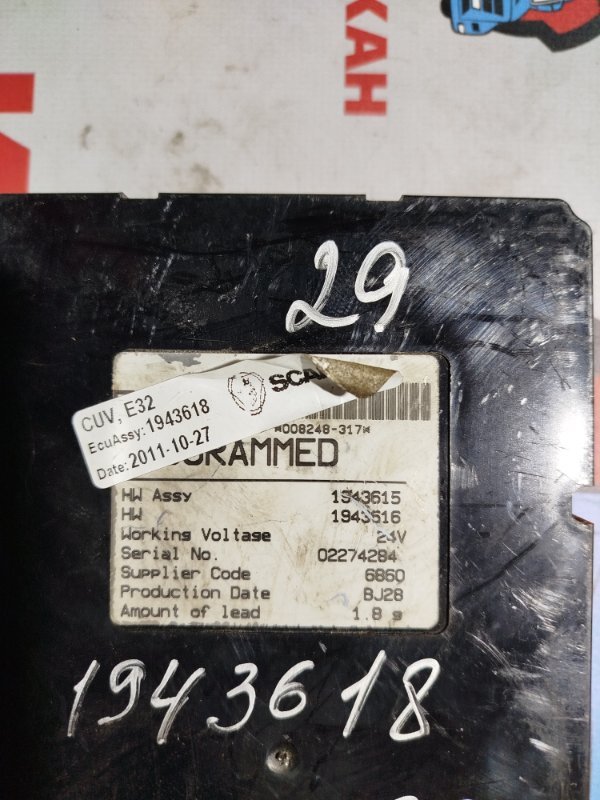 КАН
29
SCA
CUV, E32
EcuAssy: 1943618
Date: 2011-10-27
*008248-317*
GRAMMED
HW Assy 1943615
HW 1943616
Working Voltage 24V
Serial No. 02274284
Supplier Code 6860
Production Date BJ28
Amount of lead 1.8 g
1943618